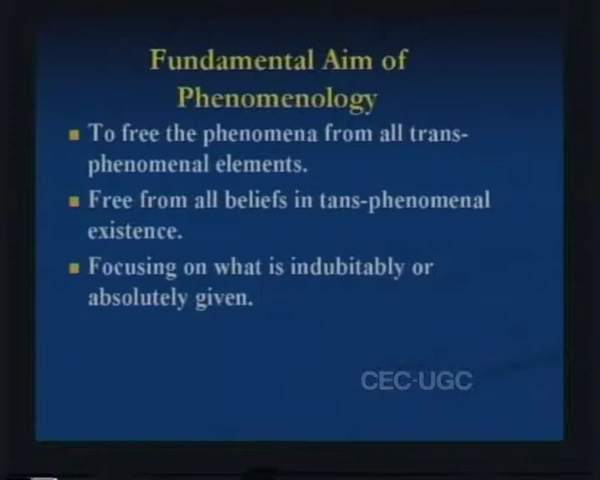 Fundamental Aim of
Phenomenology
To free the phenomena from all trans-
phenomenal elements.
Free from all beliefs in tans-phenomenal
existence.
Focusing on what is indubitably or
absolutely given.
CEC-UGC